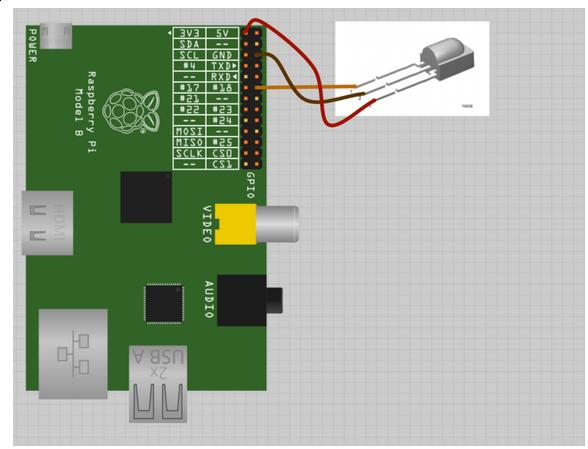 POWER
Raspberry Pi
Model B
3V3 5V
SDA --
SCL GND
#4 TXD
-- RXD
#17 #18
#21 --
#22 #23
-- #24
MOSI --
MISO #25
SCLK CS0
-- CS1
GPIO
HDMI
VIDEO
AUDIO
USB A
2x